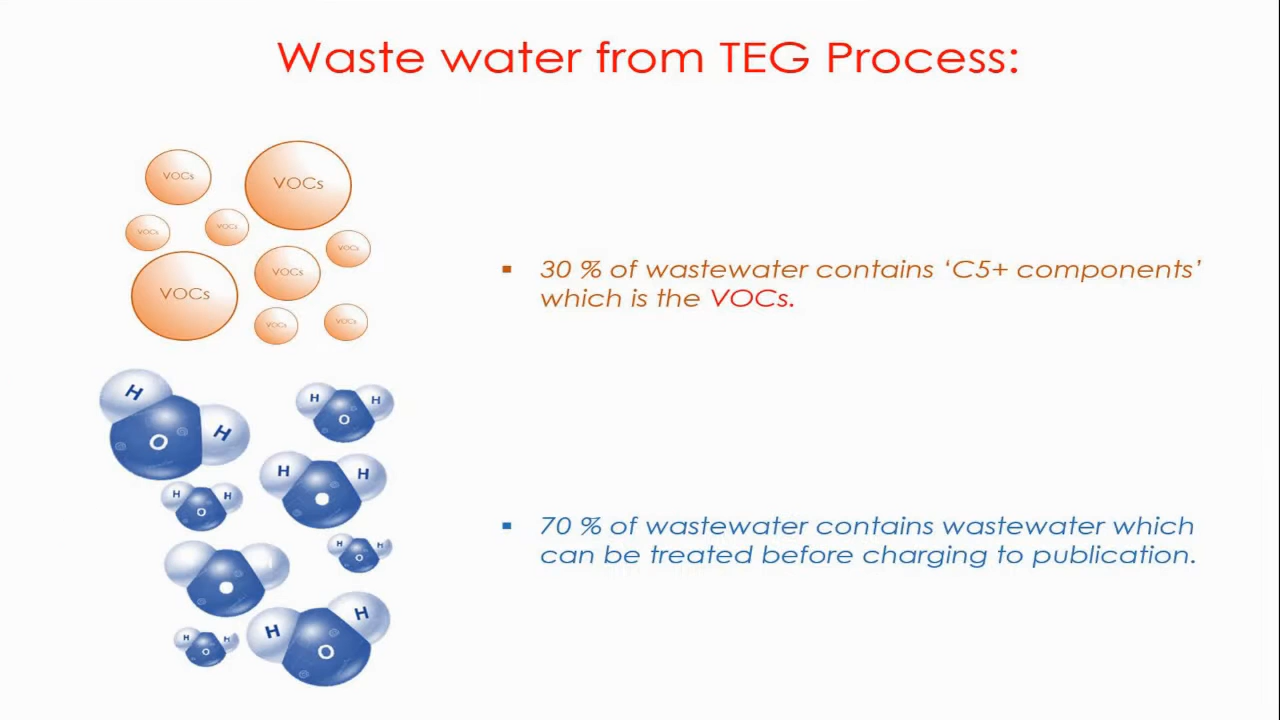 Waste water from TEG Process:
VOCs
VOCs
VOCs
VOCs
VOCs
VOCs
VOCs
VOCs
VOCs
▪ 30 % of wastewater contains ‘C5+ components’
which is the VOCs.
H
O
H
H
H
O
H
H
H
H
O
H
H
O
H
H
O
H
H
O
▪ 70 % of wastewater contains wastewater which
can be treated before charging to publication.